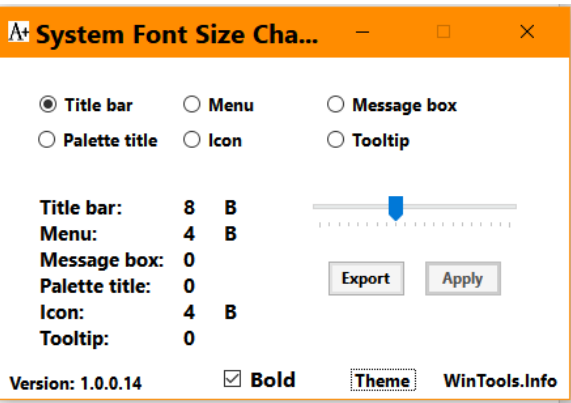 A+ System Font Size Cha...
Title bar Menu Message box
Palette title Icon Tooltip
Title bar: 8 B
Menu: 4 B
Message box: 0
Palette title: 0
Icon: 4 B
Tooltip: 0
Export Apply
Version: 1.0.0.14 Bold Theme WinTools.Info